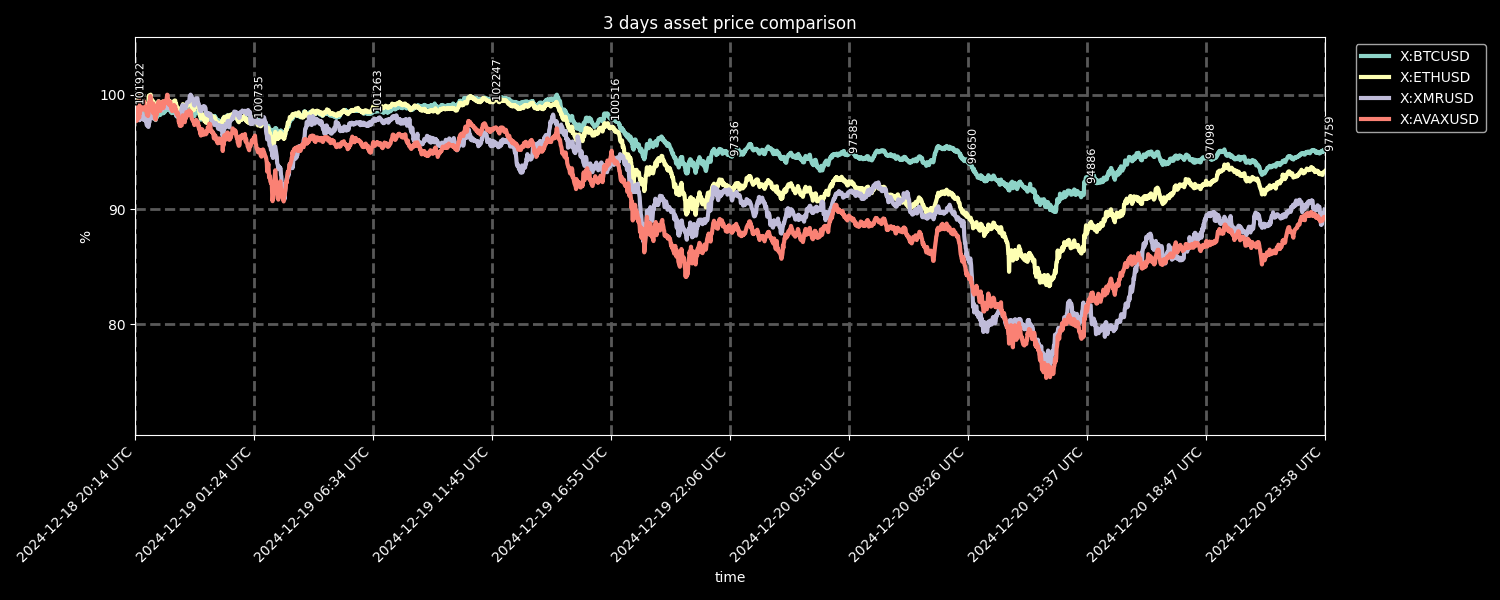 3 days asset price comparison
X:BTCUSD
X:ETHUSD
X:XMRUSD
X:AVAXUSD
100
90
80
%
101922
100735
101263
102247
100516
97336
97585
96650
94886
97098
97759
2024-12-18 20:14 UTC
2024-12-19 01:24 UTC
2024-12-19 06:34 UTC
2024-12-19 11:45 UTC
2024-12-19 16:55 UTC
2024-12-19 22:06 UTC
2024-12-20 03:16 UTC
2024-12-20 08:26 UTC
2024-12-20 13:37 UTC
2024-12-20 18:47 UTC
2024-12-20 23:58 UTC
time